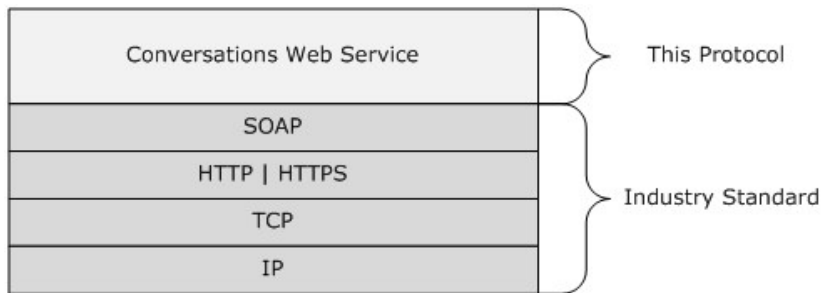 Conversations Web Service
This Protocol
SOAP
HTTP | HTTPS
Industry Standard
TCP
IP